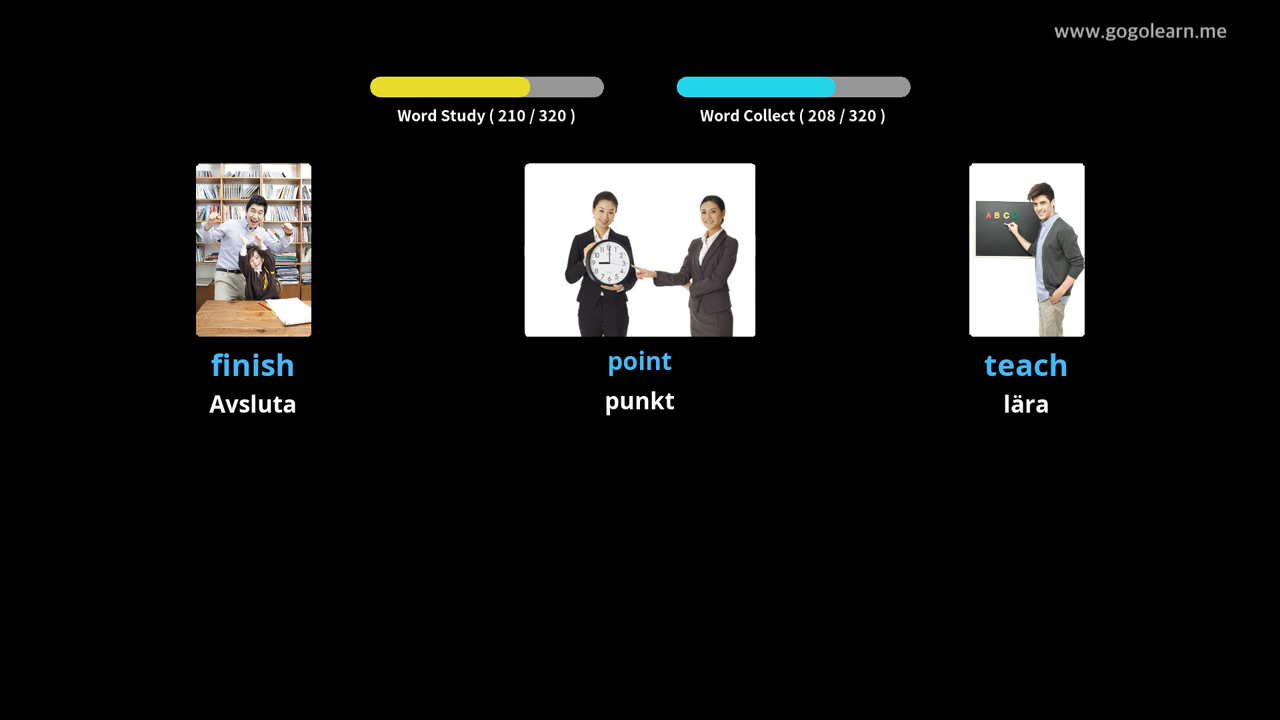 www.gogolearn.me
Word Study ( 210 / 320 )
Word Collect ( 208 / 320 )
A B C D
finish
Avsluta
point
punkt
teach
lära